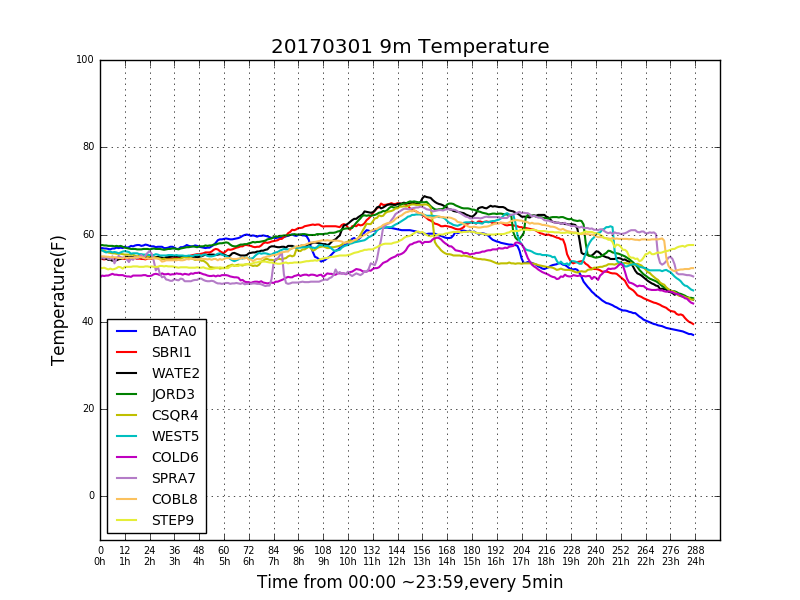 20170301 9m Temperature
100
80
60
40
20
0
Temperature(F)
BATA0
SBRI1
WATE2
JORD3
CSQR4
WEST5
COLD6
SPRA7
COBL8
STEP9
0 12 24 36 48 60 72 84 96 108 120 132 144 156 168 180 192 204 216 228 240 252 264 276 288
0h 1h 2h 3h 4h 5h 6h 7h 8h 9h 10h 11h 12h 13h 14h 15h 16h 17h 18h 19h 20h 21h 22h 23h 24h
Time from 00:00 ~23:59,every 5min